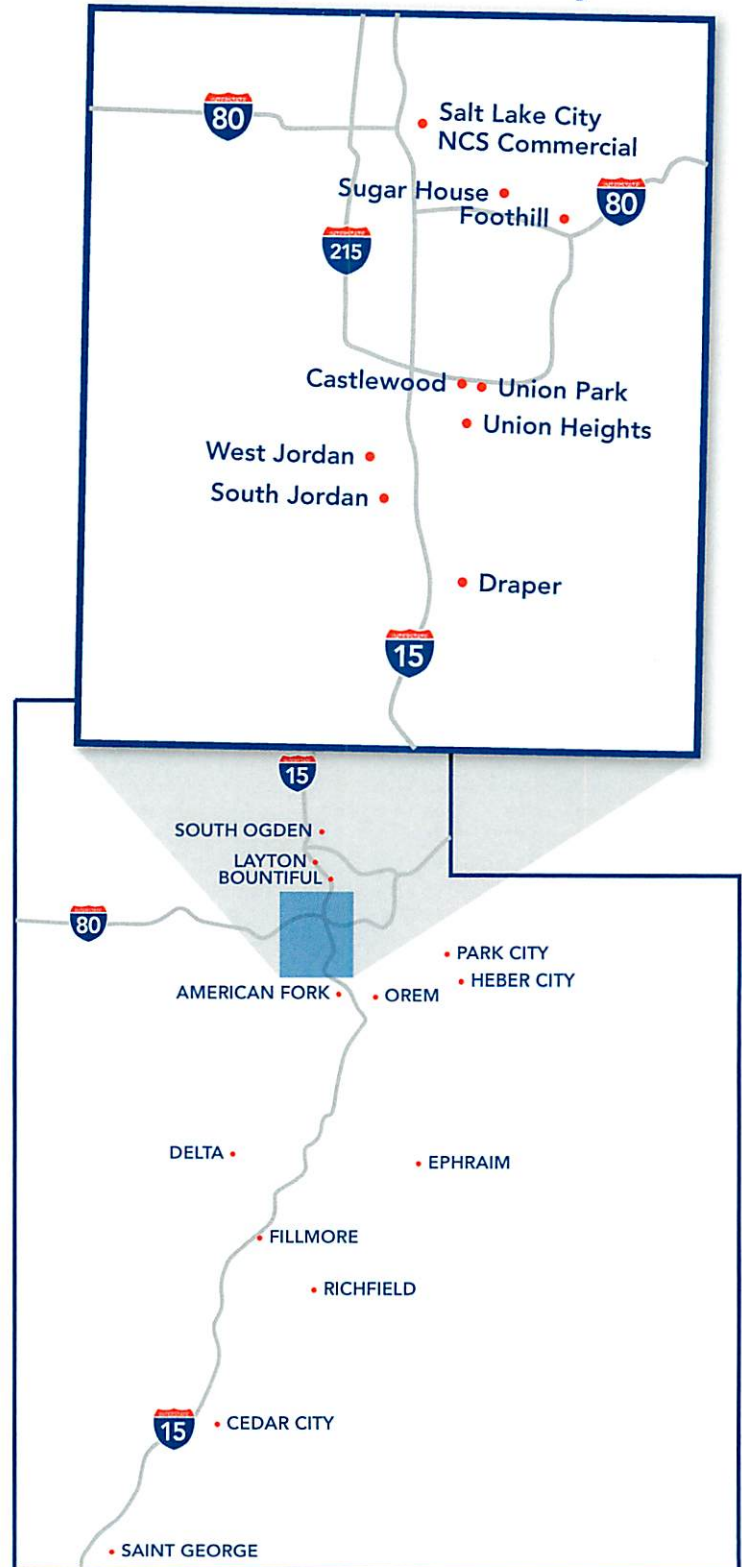 80
Salt Lake City
NCS Commercial
Sugar House
Foothill
80
215
Castlewood
Union Park
Union Heights
West Jordan
South Jordan
Draper
15
15
SOUTH OGDEN
LAYTON
BOUNTIFUL
80
PARK CITY
HEBER CITY
AMERICAN FORK
OREM
DELTA
EPHRAIM
FILLMORE
RICHFIELD
15
CEDAR CITY
SAINT GEORGE